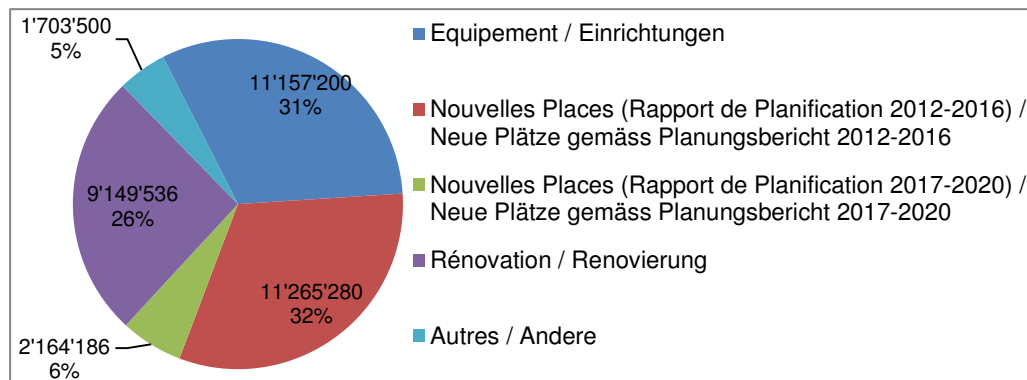 1'703'500
5%
11'157'200
31%
9'149'536
26%
11'265'280
32%
2'164'186
6%
Equipement / Einrichtungen
Nouvelles Places (Rapport de Planification 2012-2016) /
Neue Plätze gemäss Planungsbericht 2012-2016
Nouvelles Places (Rapport de Planification 2017-2020) /
Neue Plätze gemäss Planungsbericht 2017-2020
Rénovation / Renovierung
Autres / Andere